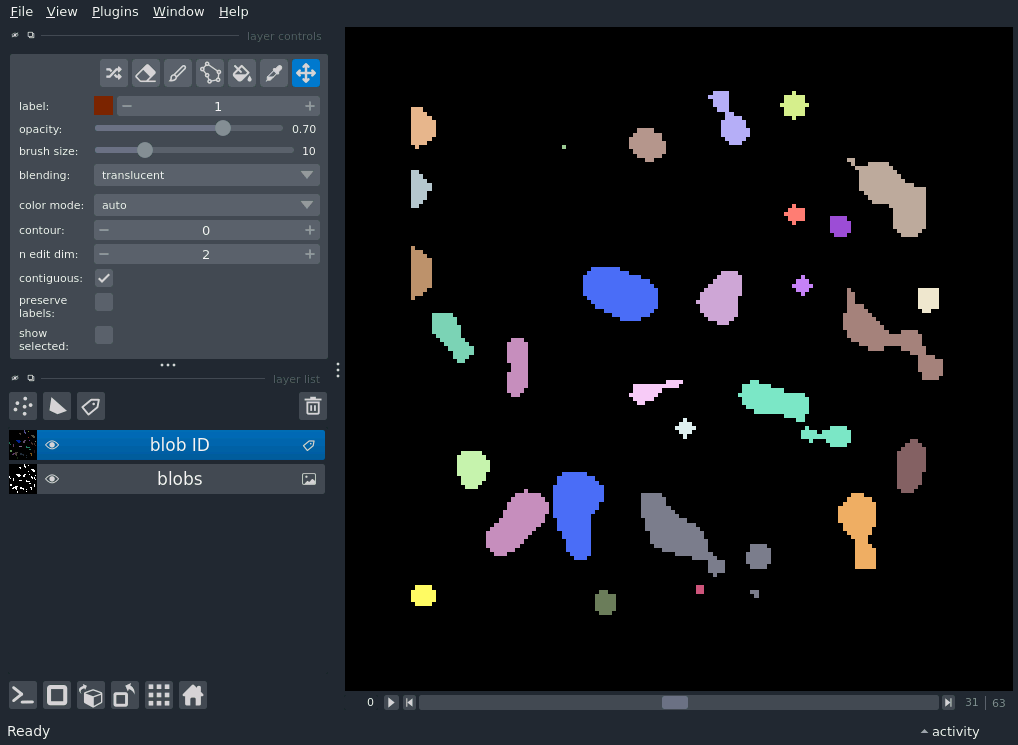 File View Plugins Window Help
layer controls
label: 1
opacity: 0.70
brush size: 10
blending: translucent
color mode: auto
contour: 0
n edit dim: 2
contiguous:
preserve
labels:
show
selected:
layer list
blob ID
blobs
0 31 | 63
Ready activity